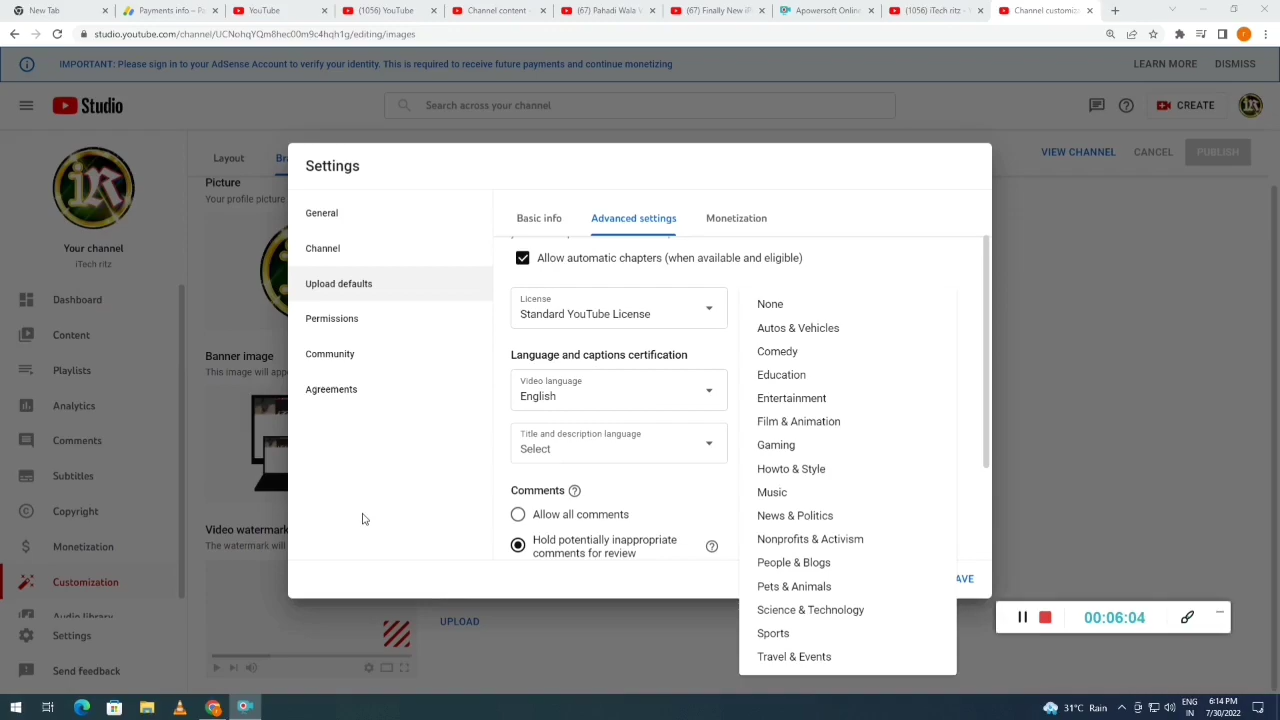 New Tab
Payments info – Pa
YouTube
(1056) YouTube
Channel content
(57) Pahadi Wala V
(67) Finally New iP
Apowersoft Online
(1056) iTech ritz - Y
Channel customiz
studio.youtube.com/channel/UCNohqYQm8hec00m9c4hqh1g/editing/images
IMPORTANT: Please sign in to your AdSense Account to verify your identity. This is required to receive future payments and continue monetizing
LEARN MORE
DISMISS
Studio
Search across your channel
CREATE
Layout
Bra
VIEW CHANNEL
CANCEL
PUBLISH
Picture
Your profile picture
iR
Your channel
iTech ritz
Dashboard
Content
Playlists
Analytics
Comments
Subtitles
Copyright
Monetization
Customization
Audio library
Settings
Send feedback
Banner image
This image will appe
Video watermark
The watermark will
UPLOAD
Settings
General
Channel
Upload defaults
Permissions
Community
Agreements
Basic info
Advanced settings
Monetization
Allow automatic chapters (when available and eligible)
License
Standard YouTube License
Language and captions certification
Video language
English
Title and description language
Select
Comments
Allow all comments
Hold potentially inappropriate
comments for review
None
Autos & Vehicles
Comedy
Education
Entertainment
Film & Animation
Gaming
Howto & Style
Music
News & Politics
Nonprofits & Activism
People & Blogs
Pets & Animals
Science & Technology
Sports
Travel & Events
AVE
00:06:04
31°C Rain
ENG
IN
6:14 PM
7/30/2022